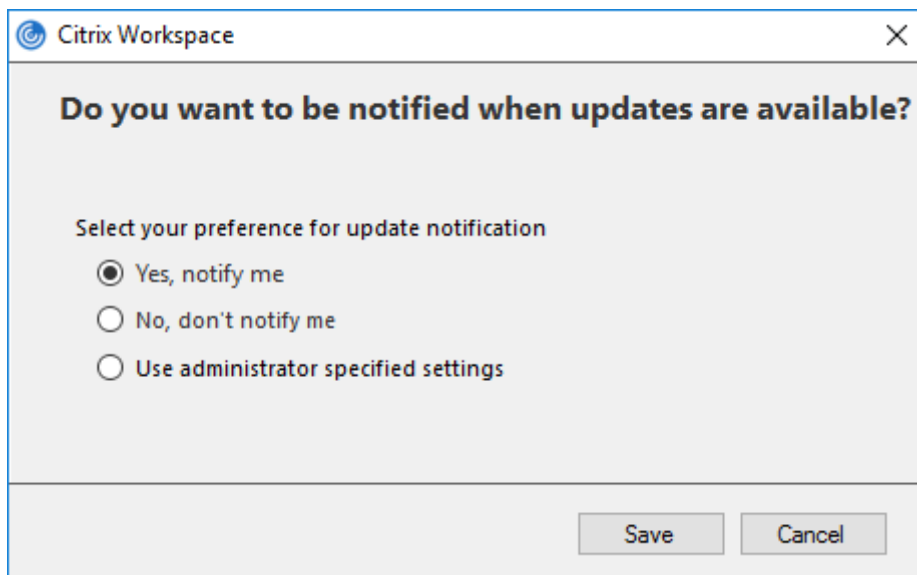 Citrix Workspace
Do you want to be notified when updates are available?
Select your preference for update notification
Yes, notify me
No, don't notify me
Use administrator specified settings
Save Cancel